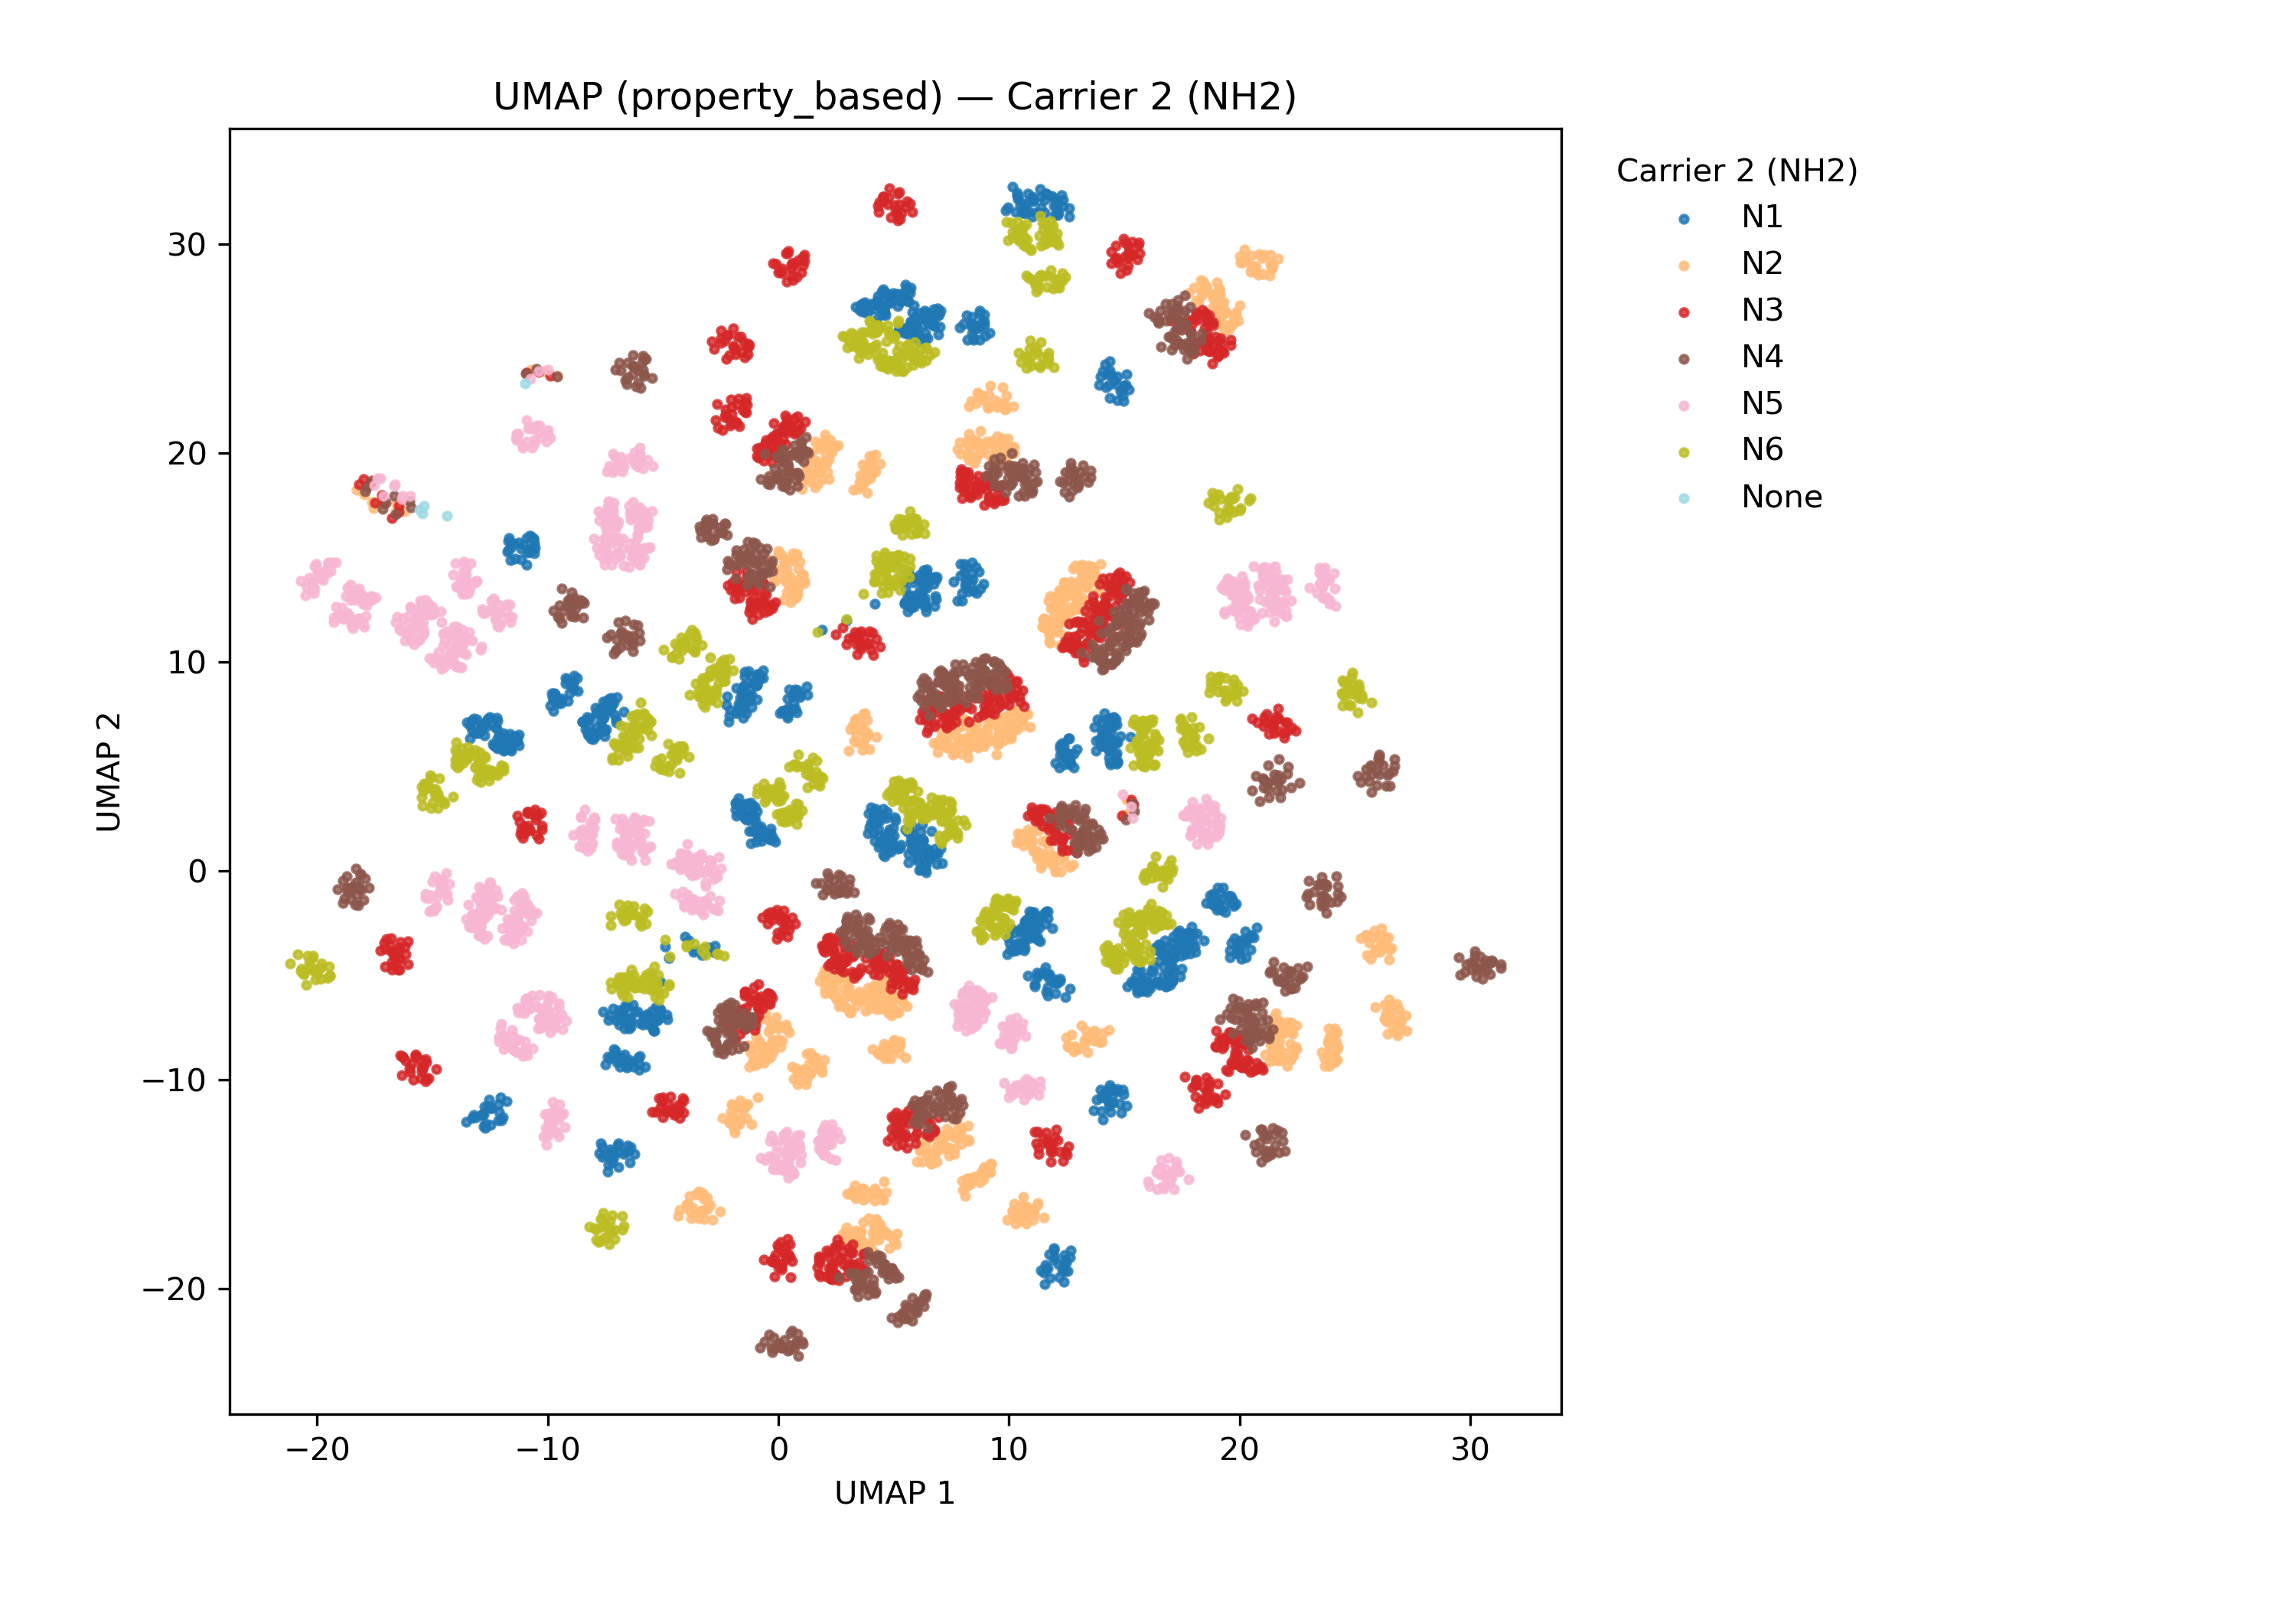 UMAP (property_based) — Carrier 2 (NH2)
Carrier 2 (NH2)
N1
N2
N3
N4
N5
N6
None
UMAP 2
30
20
10
0
−10
−20
−20
−10
0
10
20
30
UMAP 1